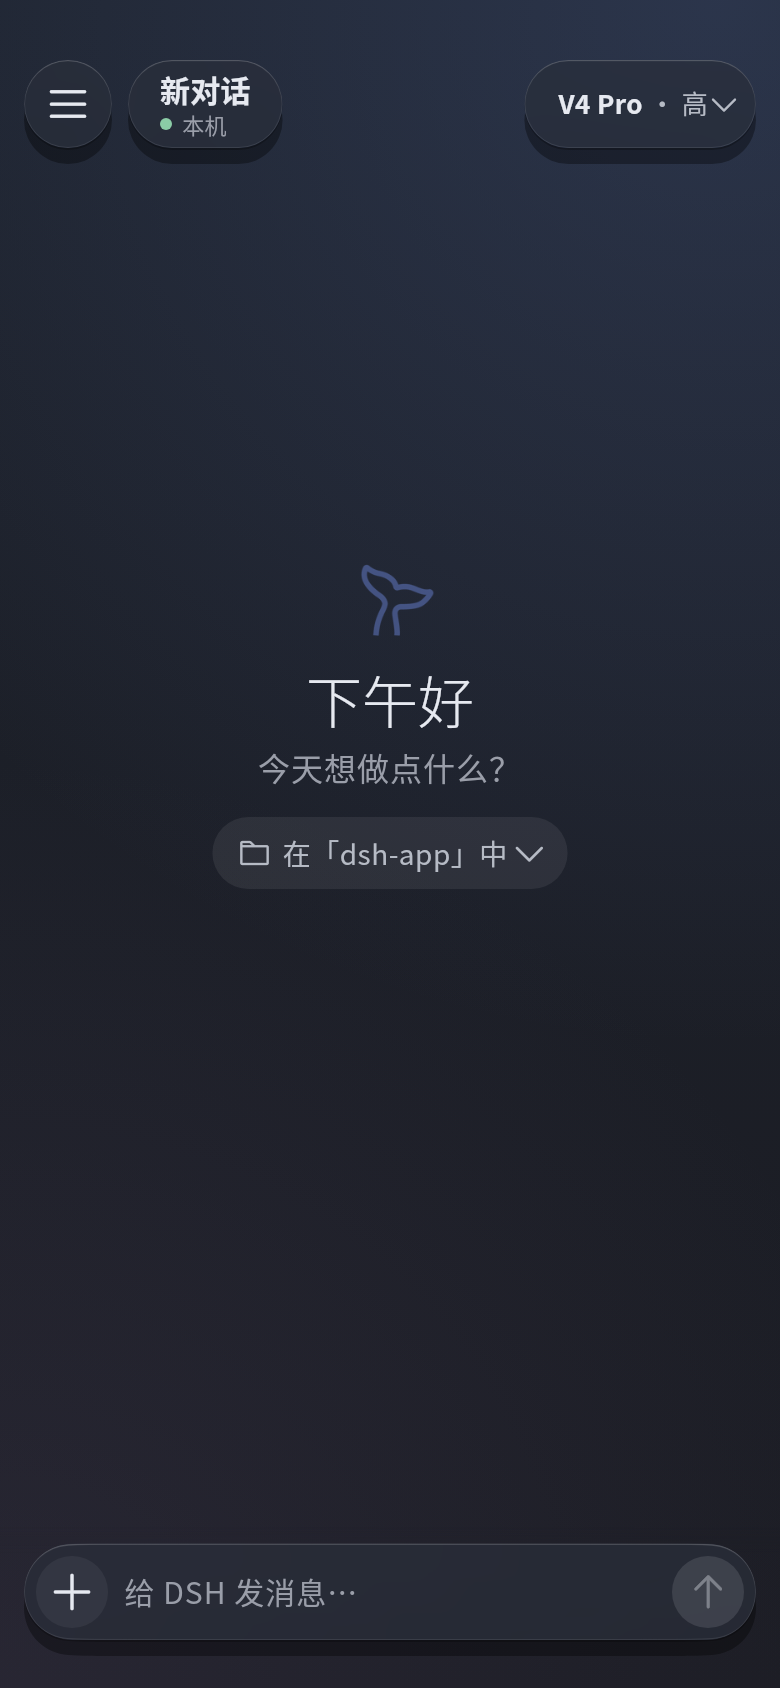 新对话
本机
V4 Pro · 高
下午好
今天想做点什么？
在「dsh-app」中
给 DSH 发消息…